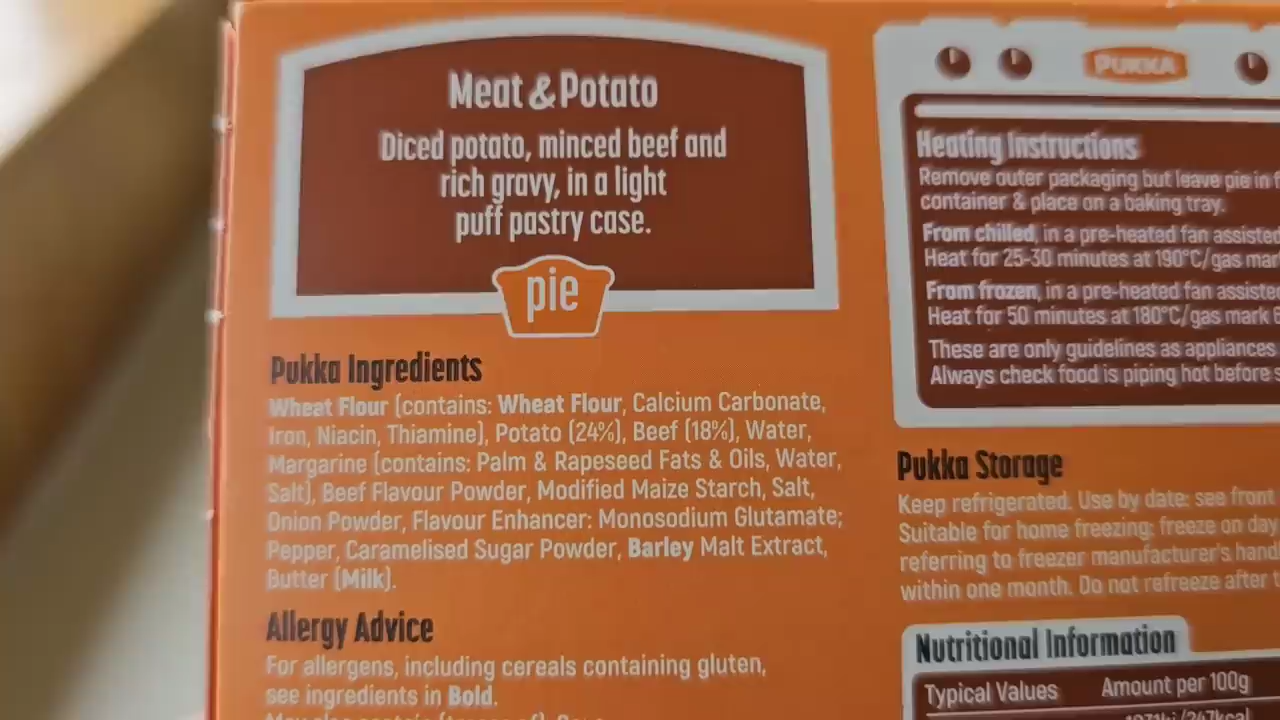 Meat & Potato
Diced potato, minced beef and
rich gravy, in a light
puff pastry case.
pie
Pukka Ingredients
Wheat Flour (contains: Wheat Flour, Calcium Carbonate,
Iron, Niacin, Thiamine), Potato (24%), Beef (18%), Water,
Margarine (contains: Palm & Rapeseed Fats & Oils, Water,
Salt), Beef Flavour Powder, Modified Maize Starch, Salt,
Onion Powder, Flavour Enhancer: Monosodium Glutamate;
Pepper, Caramelised Sugar Powder, Barley Malt Extract,
Butter (Milk).
Allergy Advice
For allergens, including cereals containing gluten,
see ingredients in Bold.
PUKKA
Heating Instructions
Remove outer packaging but leave pie in
container & place on a baking tray.
From chilled, in a pre-heated fan assisted
Heat for 25-30 minutes at 190°C/gas
From frozen, in a pre-heated fan
Heat for 50 minutes at 180°C/gas mark
These are only guidelines as appliances
Always check food is piping hot before
Pukka Storage
Keep refrigerated. Use by date: see front
Suitable for home freezing: freeze on day
referring to freezer manufacturer's
within one month. Do not refreeze after
Nutritional Information
Typical Values Amount per 100g